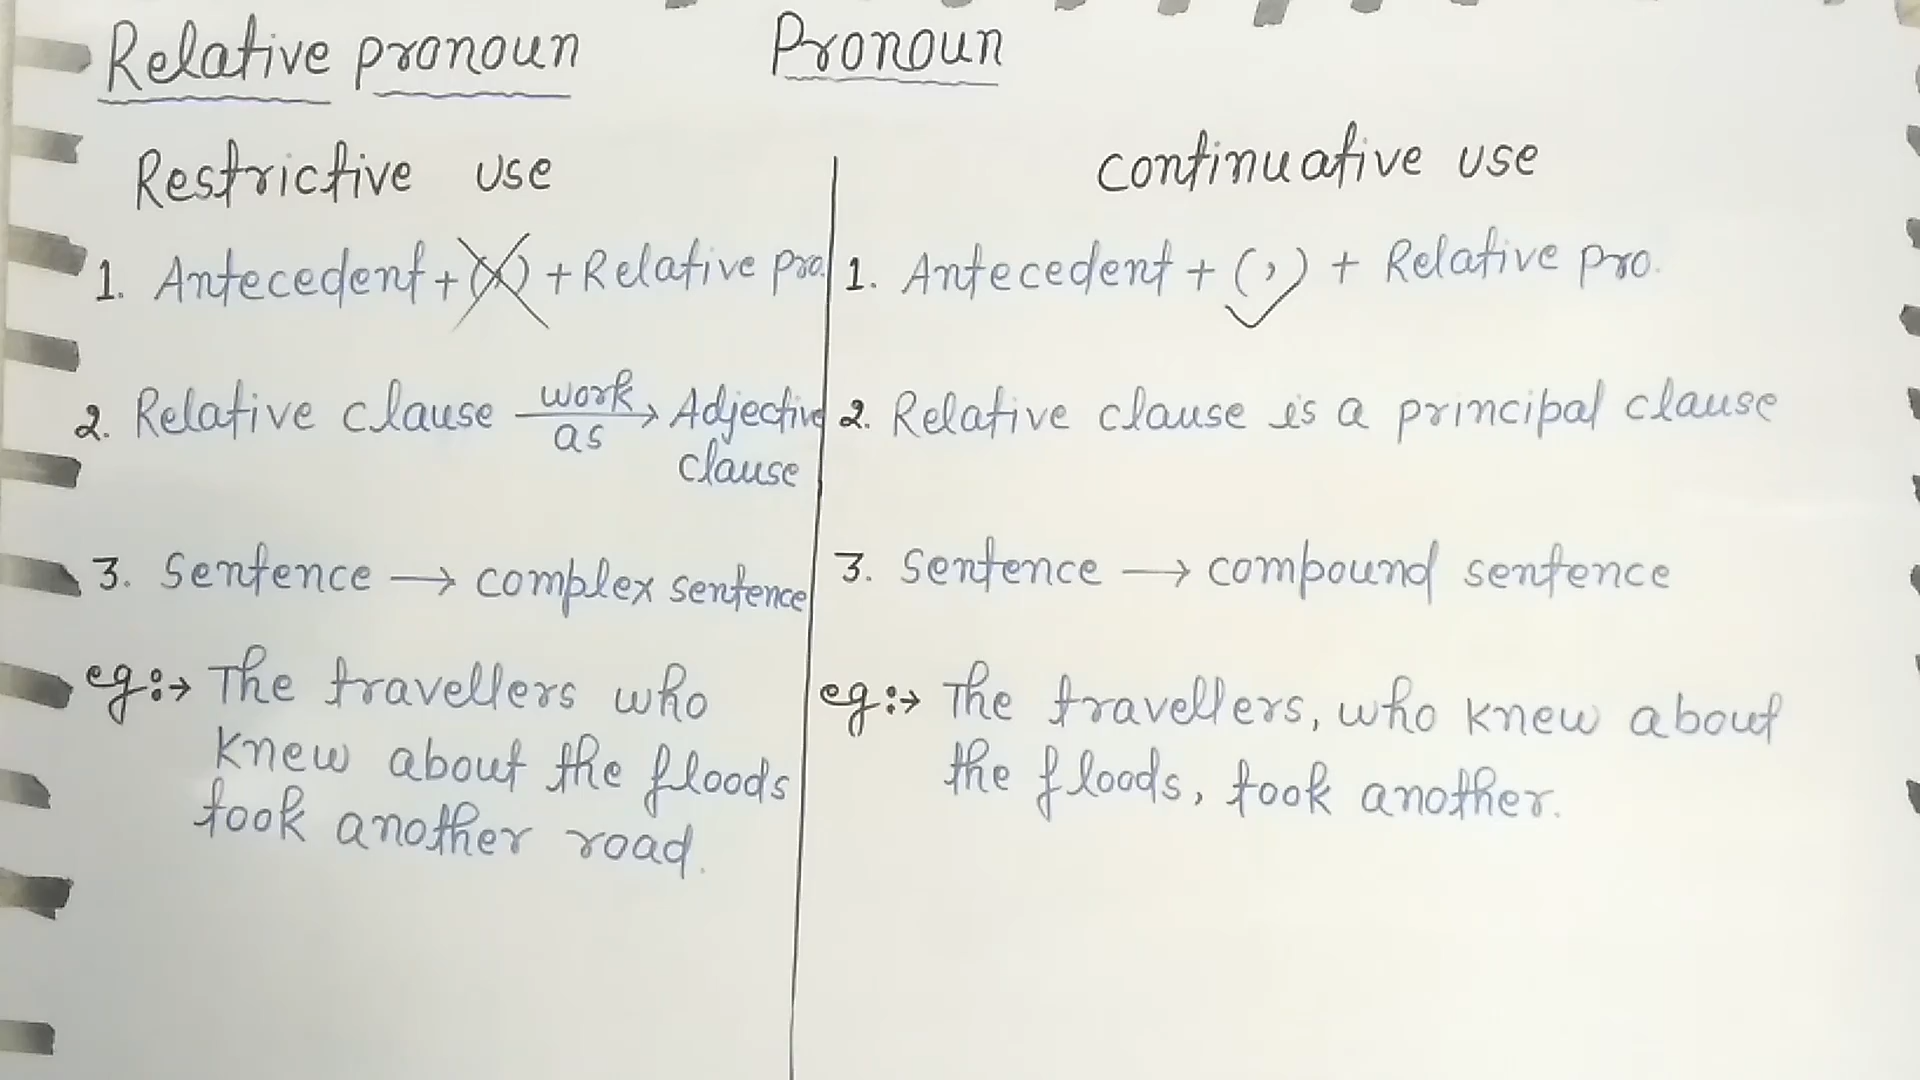 Relative pronoun
Pronoun
Restrictive use
1. Antecedent + (,) + Relative pro.
2. Relative clause work as → Adjective
clause
3. Sentence → complex sentence
eg:→ The travellers who
knew about the floods
took another road.
continuative use
1. Antecedent + (,) + Relative pro.
2. Relative clause is a principal clause
3. Sentence → compound sentence
eg:→ The travellers, who knew about
the floods, took another.